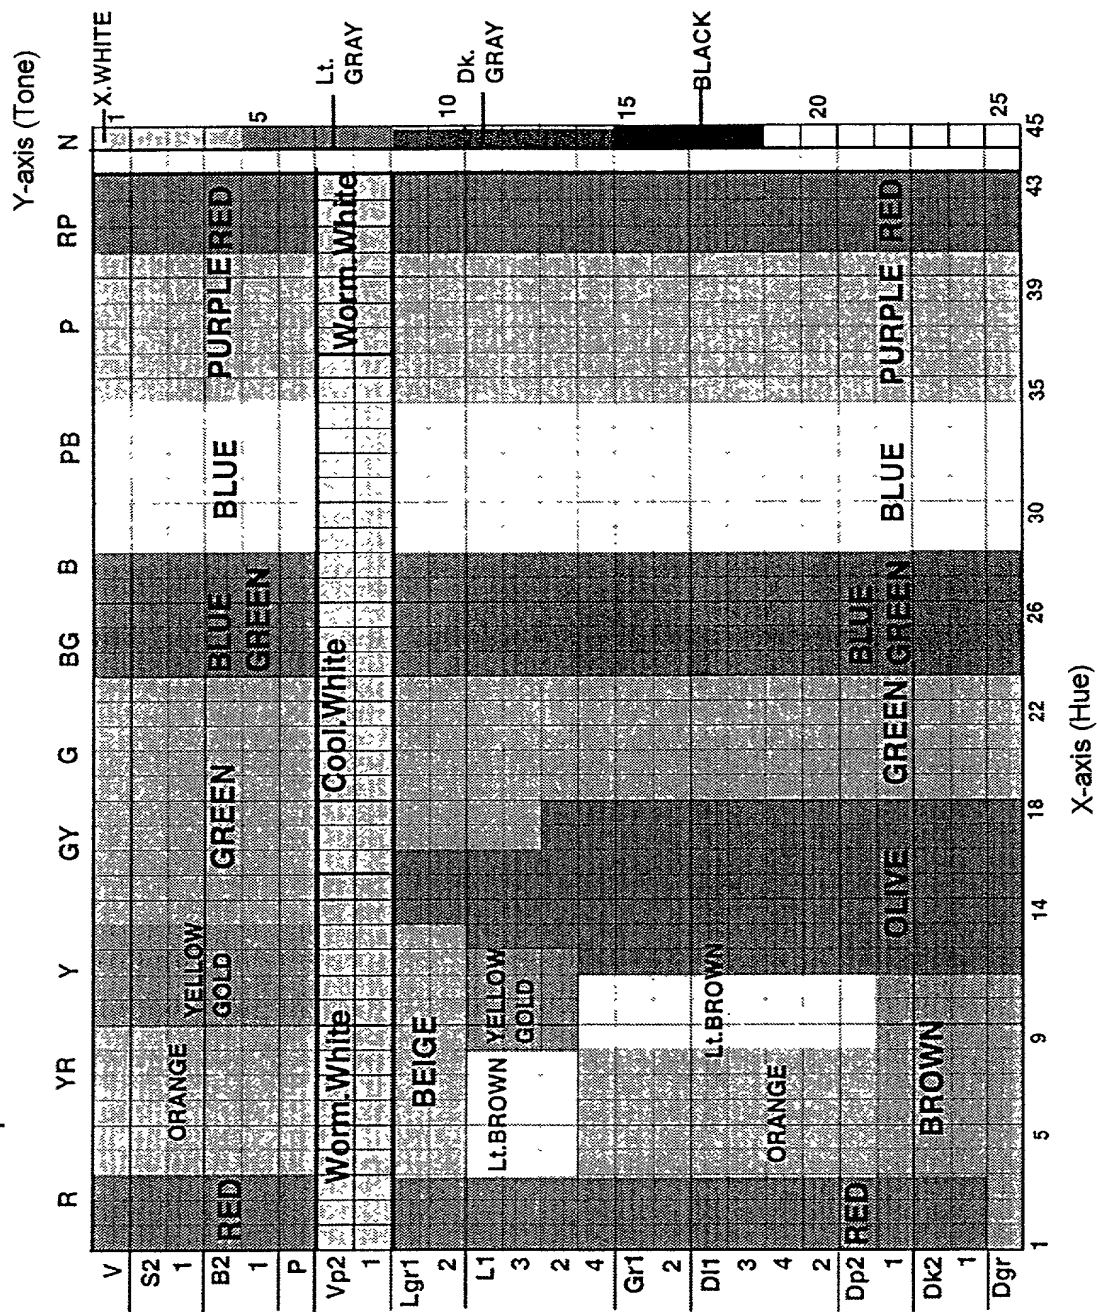 Y-axis (Tone)
R YR Y GY G BG B PB P RP N
V
S2
1
B2
1
P
Vp2
1
Lgr1
2
L1
3
2
4
Gr1
2
Dl1
3
4
2
Dp2
1
Dk2
1
Dgr
X.WHITE
1
5
Lt.
GRAY
10
Dk.
GRAY
15
BLACK
20
25
RED
ORANGE
YELLOW
GOLD
GREEN
BLUE
GREEN
BLUE
PURPLE
RED
Worm.White
Cool.White
Worm.White
BEIGE
Lt.BROWN
YELLOW
GOLD
Lt.BROWN
ORANGE
RED
BROWN
OLIVE
GREEN
BLUE
GREEN
BLUE
PURPLE
RED
1 5 9 14 18 22 26 30 35 39 43 45
X-axis (Hue)